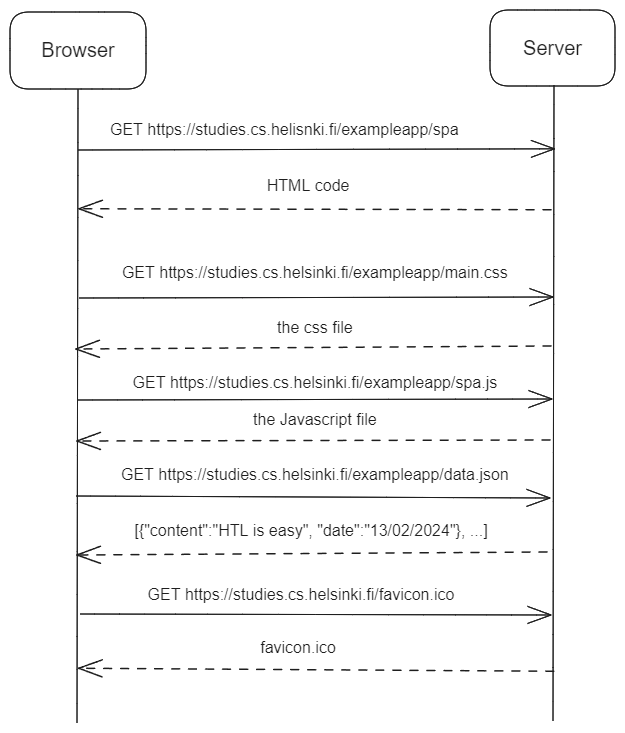 Browser
Server
GET https://studies.cs.helisnki.fi/exampleapp/spa
HTML code
GET https://studies.cs.helsinki.fi/exampleapp/main.css
the css file
GET https://studies.cs.helsinki.fi/exampleapp/spa.js
the Javascript file
GET https://studies.cs.helsinki.fi/exampleapp/data.json
[{"content":"HTL is easy", "date":"13/02/2024"}, ...]
GET https://studies.cs.helsinki.fi/favicon.ico
favicon.ico